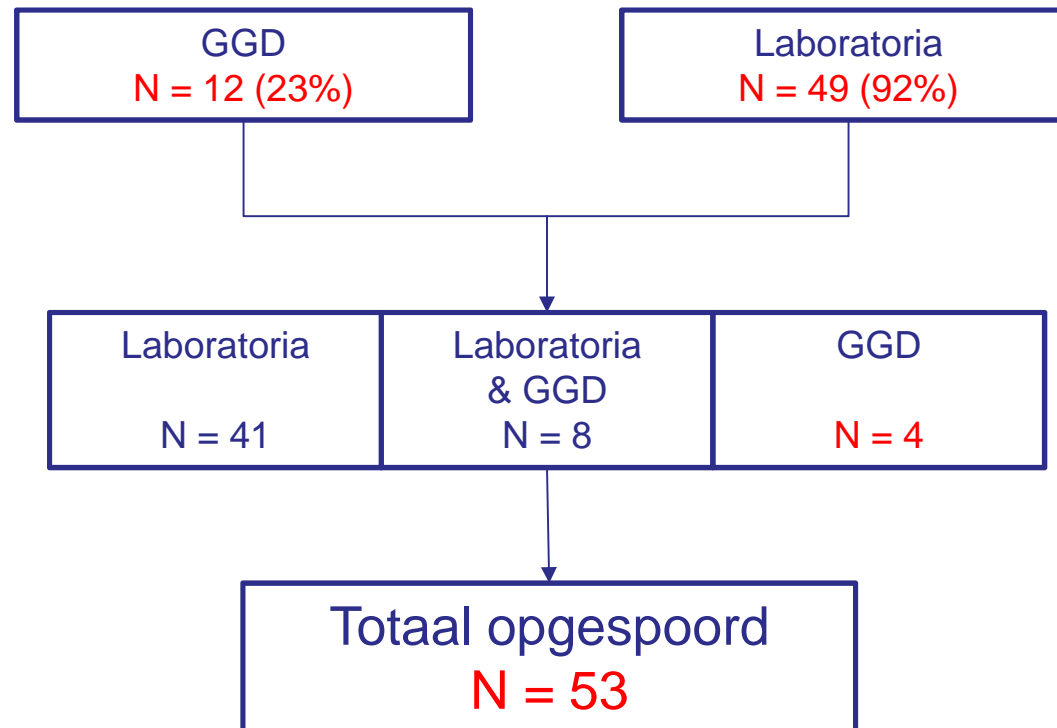 GGD
N = 12 (23%)
Laboratoria
N = 49 (92%)
Laboratoria
N = 41
Laboratoria
& GGD
N = 8
GGD
N = 4
Totaal opgespoord
N = 53